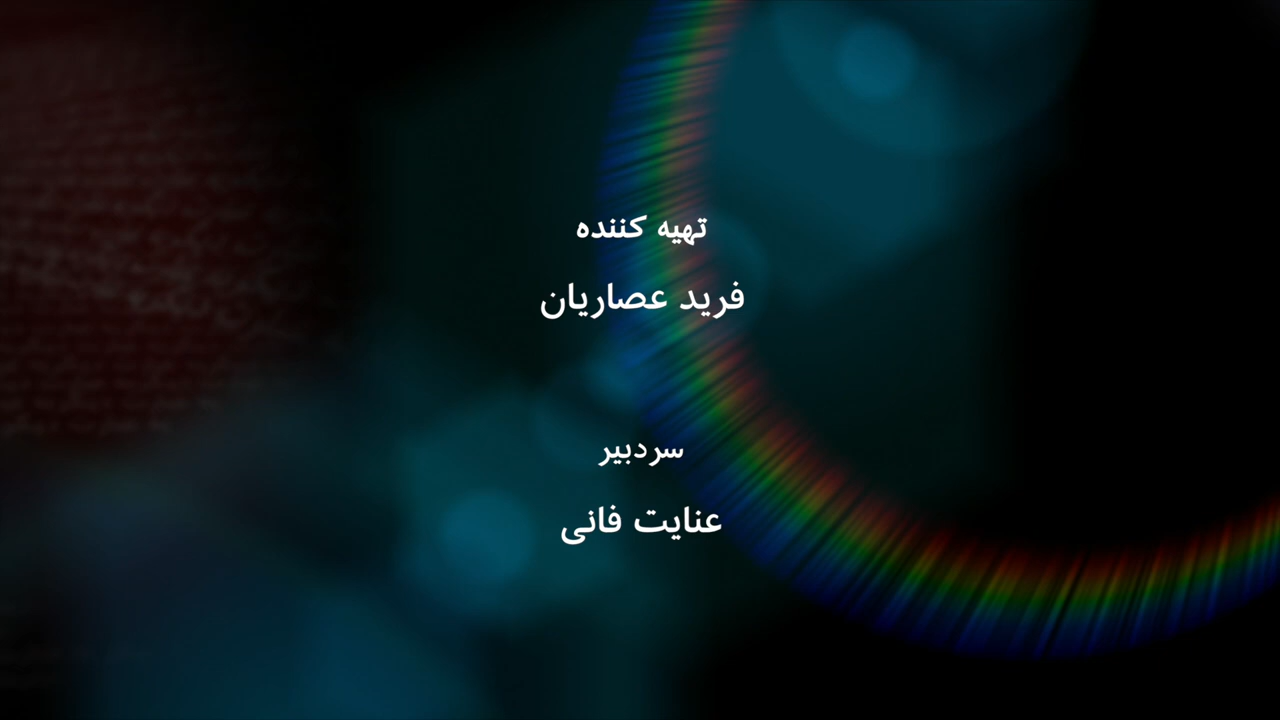 تهیه کننده
فرید عصاریان
سردبیر
عنایت فانی